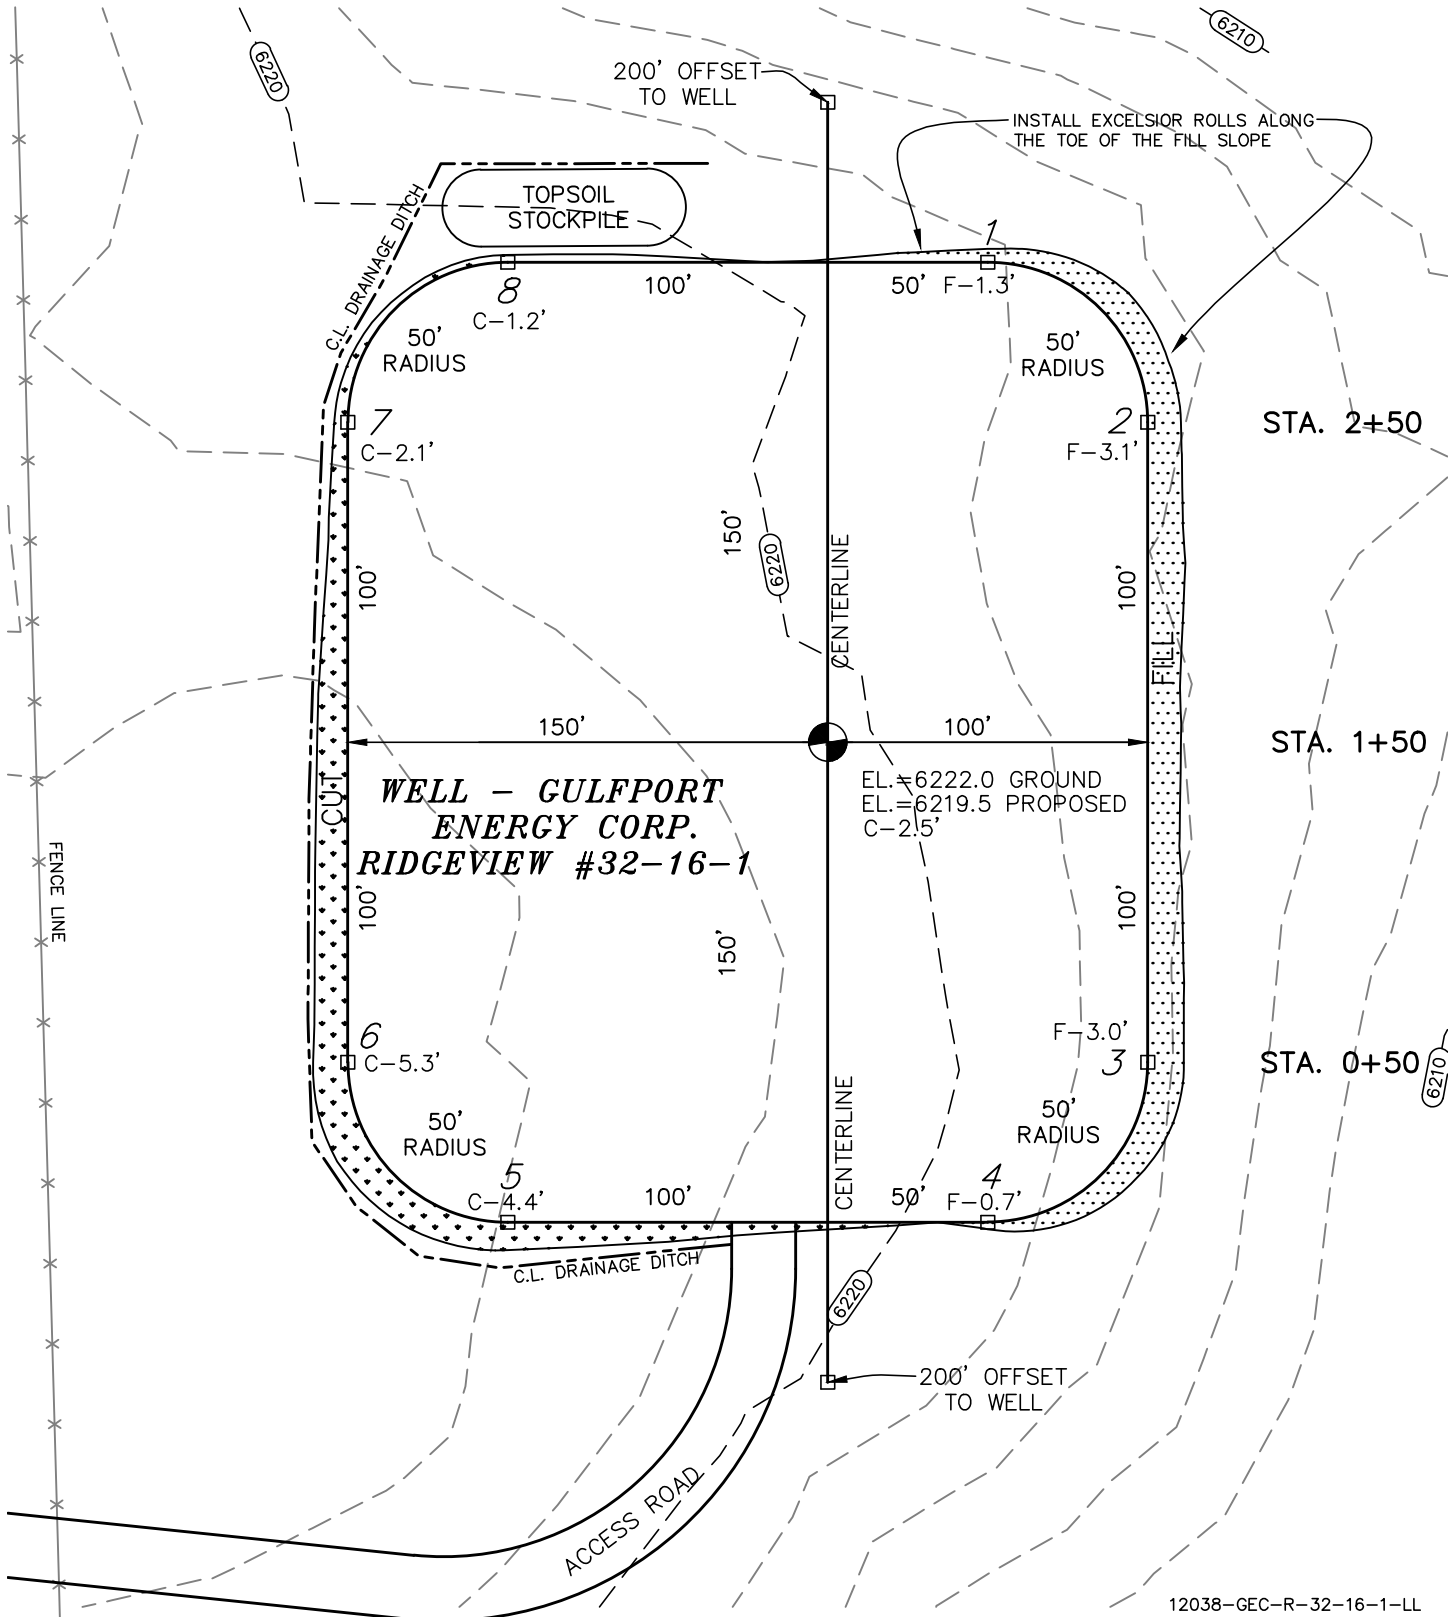 6210
6220
200' OFFSET
TO WELL
INSTALL EXCELSIOR ROLLS ALONG
THE TOE OF THE FILL SLOPE
TOPSOIL
STOCKPILE
C.L. DRAINAGE DITCH
1
8
100'
50'
F-1.3'
C-1.2'
50'
RADIUS
50'
RADIUS
7
2
STA. 2+50
C-2.1'
F-3.1'
150'
6220
CENTERLINE
100'
100'
FILL
150'
100'
STA. 1+50
CUT
WELL - GULFPORT
ENERGY CORP.
RIDGEVIEW #32-16-1
EL.=6222.0 GROUND
EL.=6219.5 PROPOSED
C-2.5'
FENCE LINE
100'
100'
150'
6
C-5.3'
F-3.0'
3
STA. 0+50
6210
50'
RADIUS
50'
RADIUS
CENTERLINE
5
C-4.4'
100'
50'
4
F-0.7'
C.L. DRAINAGE DITCH
6220
200' OFFSET
TO WELL
ACCESS ROAD
12038-GEC-R-32-16-1-LL